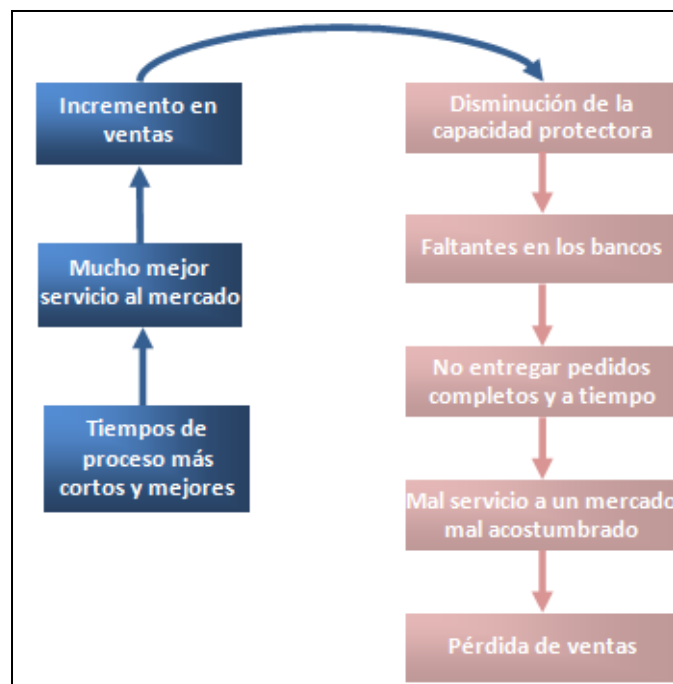 Incremento en
ventas
Mucho mejor
servicio al mercado
Tiempos de
proceso más
cortos y mejores
Disminución de la
capacidad protectora
Faltantes en los bancos
No entregar pedidos
completos y a tiempo
Mal servicio a un mercado
mal acostumbrado
Pérdida de ventas